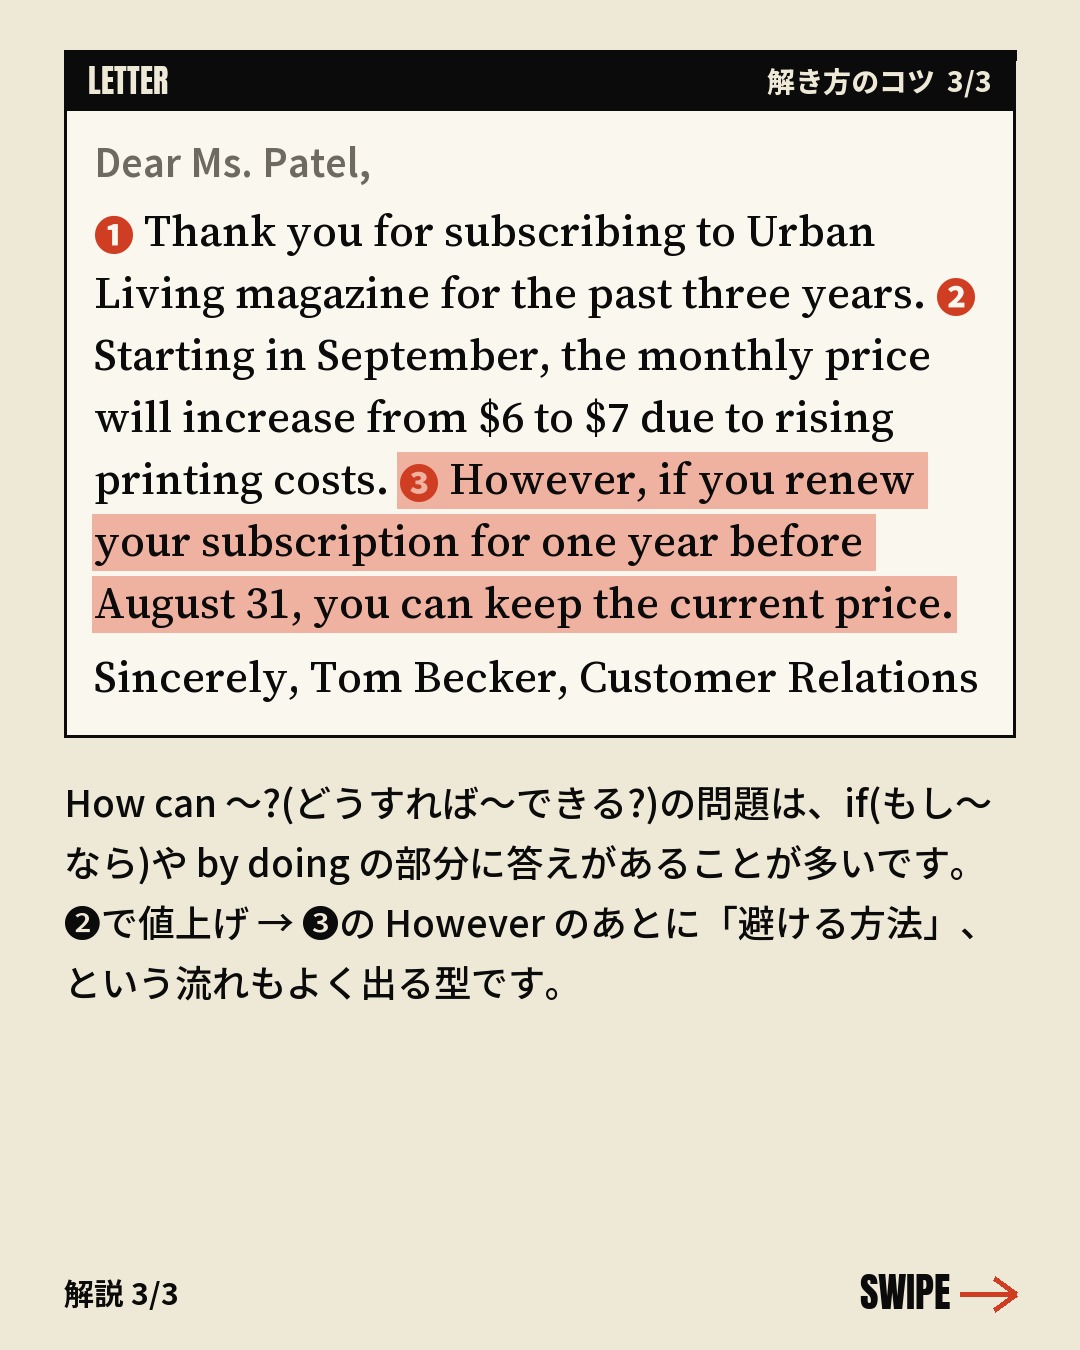 LETTER
解き方のコツ 3/3
Dear Ms. Patel,
❶ Thank you for subscribing to Urban
Living magazine for the past three years. ❷
Starting in September, the monthly price
will increase from $6 to $7 due to rising
printing costs. ❸ However, if you renew
your subscription for one year before
August 31, you can keep the current price.
Sincerely, Tom Becker, Customer Relations
How can 〜?(どうすれば〜できる?)の問題は、if(もし〜
なら)や by doing の部分に答えがあることが多いです。
❷で値上げ → ❸の However のあとに「避ける方法」、
という流れもよく出る型です。
解説 3/3
SWIPE →